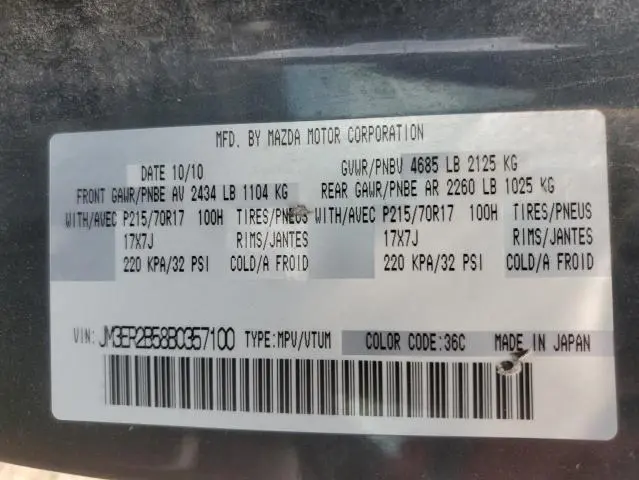 MFD. BY MAZDA MOTOR CORPORATION
DATE 10/10 GVWR/PNBV 4685 LB 2125 KG
FRONT GAWR/PNBE AV 2434 LB 1104 KG REAR GAWR/PNBE AR 2260 LB 1025 KG
WITH/AVEC P215/70R17 100H TIRES/PNEUS WITH/AVEC P215/70R17 100H TIRES/PNEUS
17X7J RIMS/JANTES 17X7J RIMS/JANTES
220 KPA/32 PSI COLD/A FROID 220 KPA/32 PSI COLD/A FROID
VIN: JM3ER2B58B0357100 TYPE:MPV/VTUM COLOR CODE:36C MADE IN JAPAN